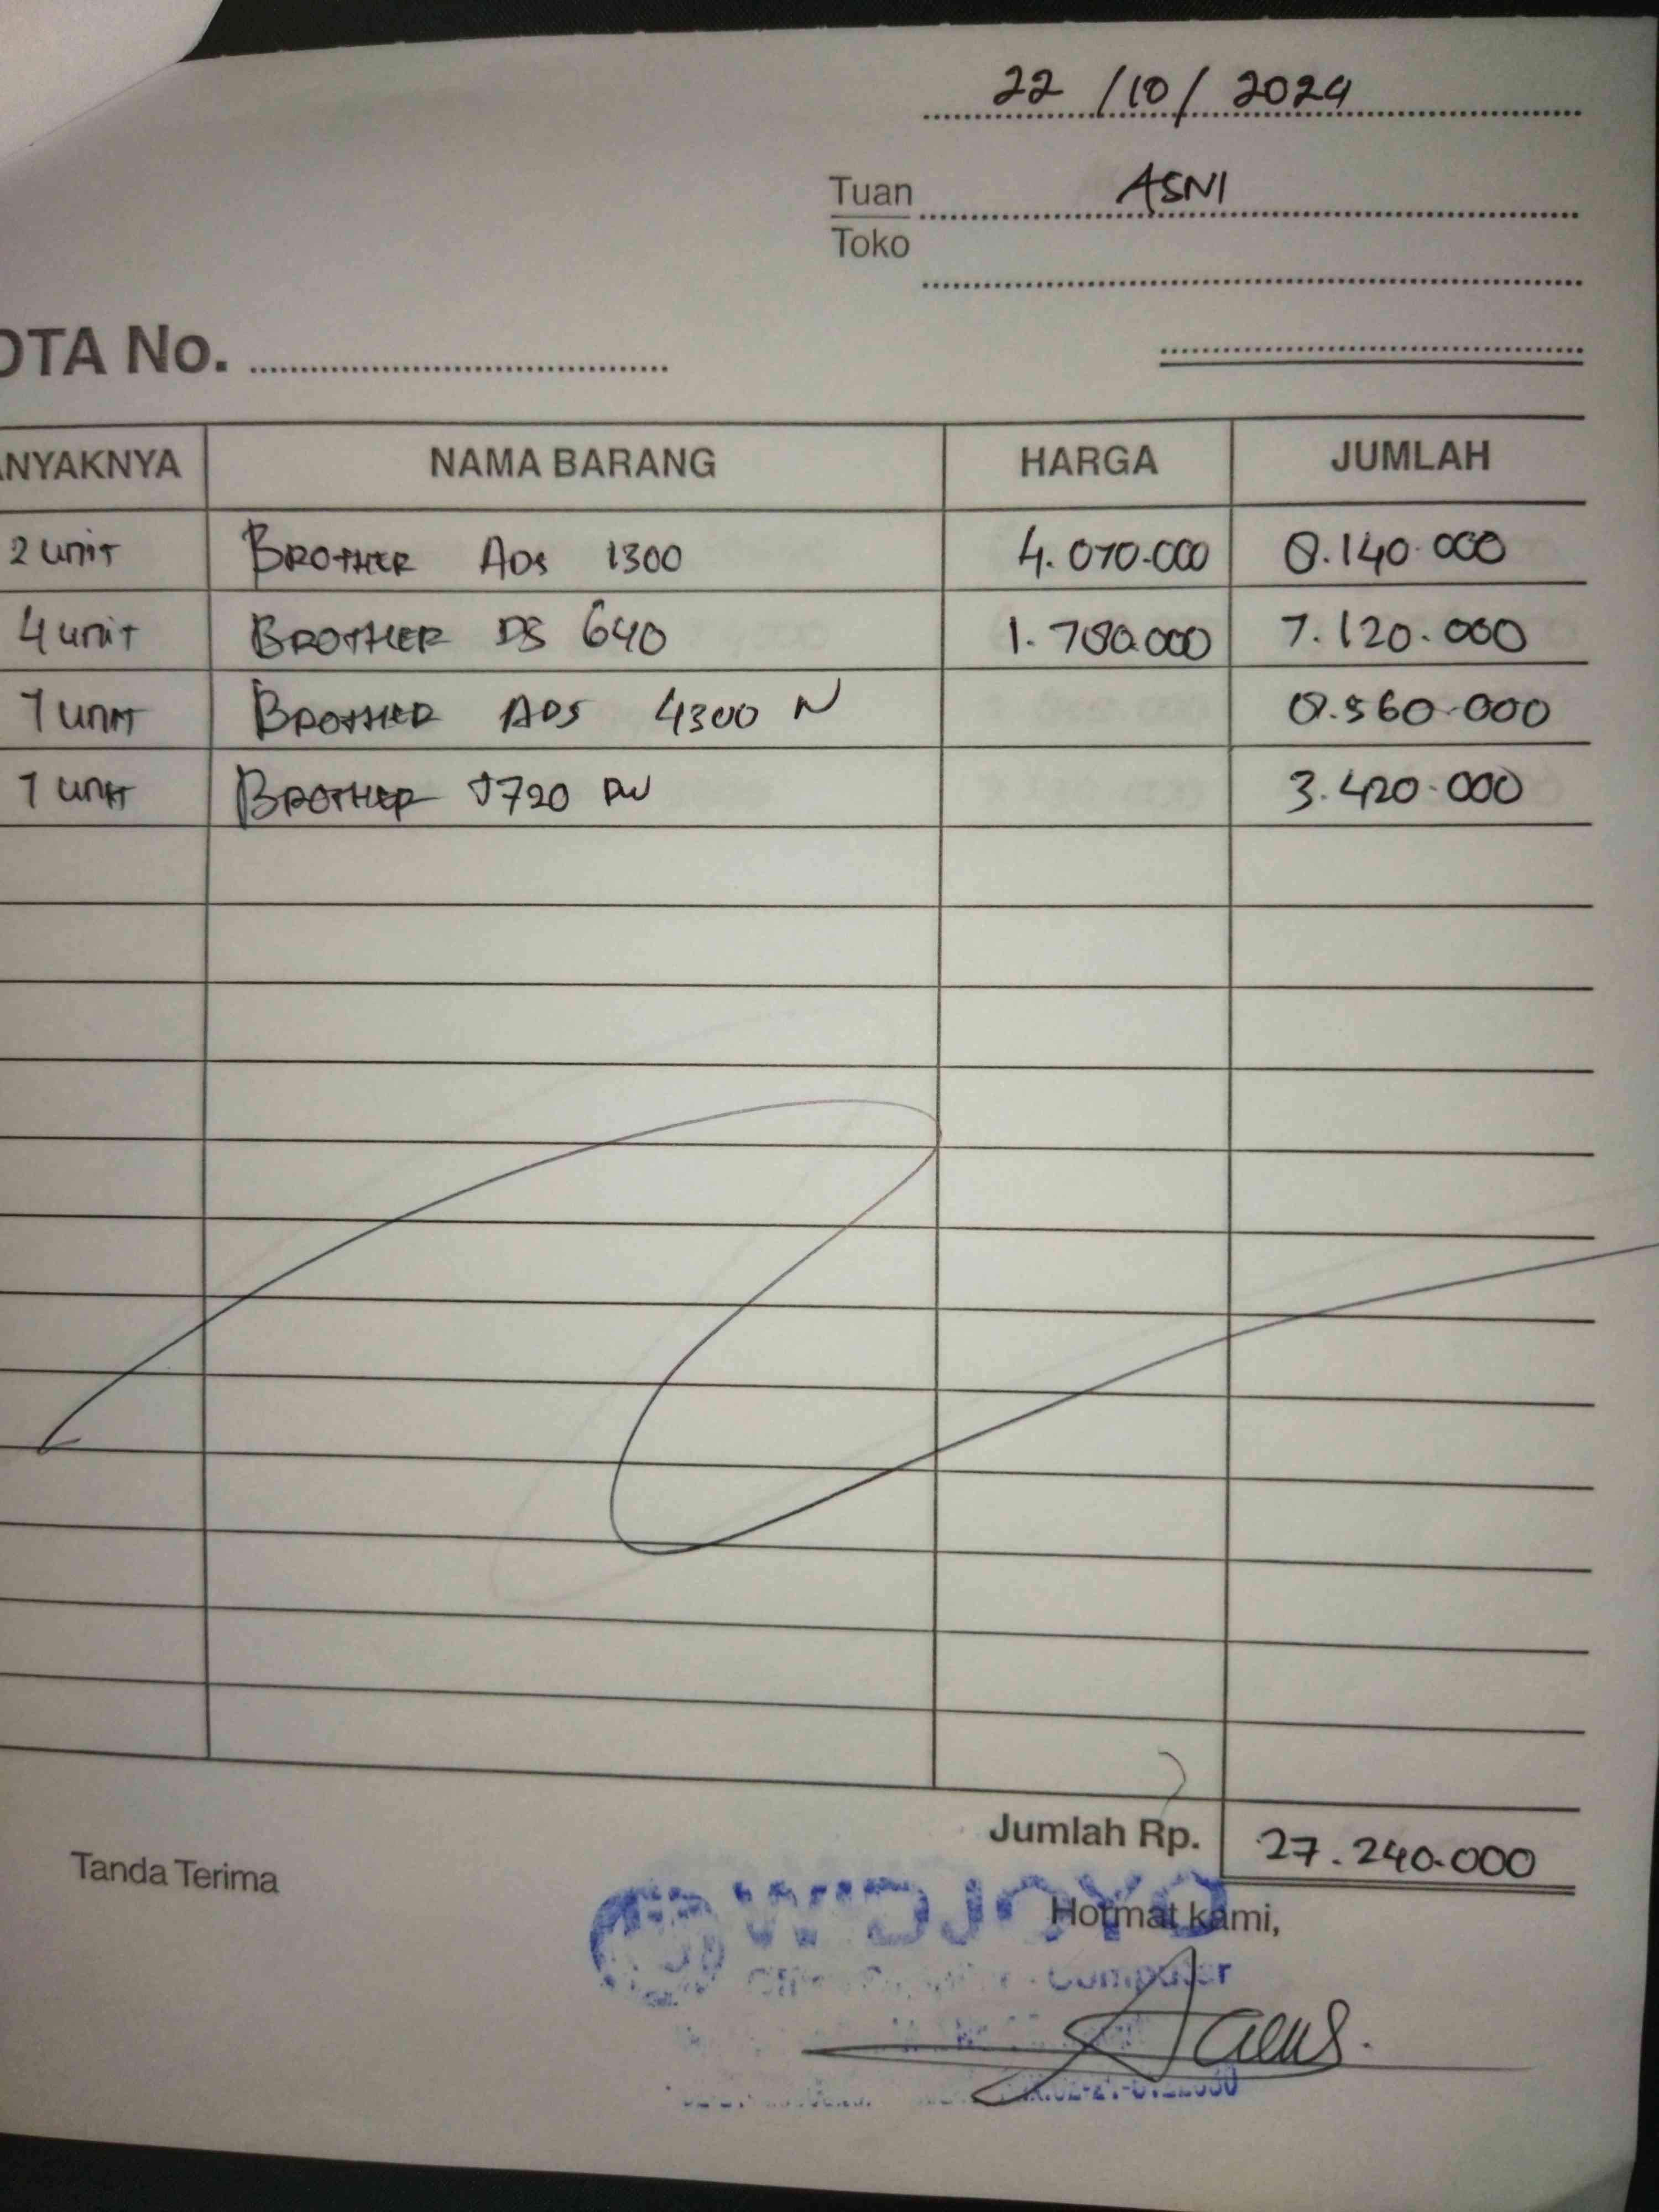 22 /10/ 2024
Tuan ASNI
Toko
OTA No.
ANYAKNYA NAMA BARANG HARGA JUMLAH
2 unit BROTHER ADS 1300 4.070.000 8.140.000
4 unit BROTHER DS 640 1.780.000 7.120.000
1 unit BROTHER ADS 4300 N 8.560.000
1 unit BROTHER J720 DW 3.420.000
Jumlah Rp. 27.240.000
Tanda Terima
Hormat kami,
WIDJOYO
Computer